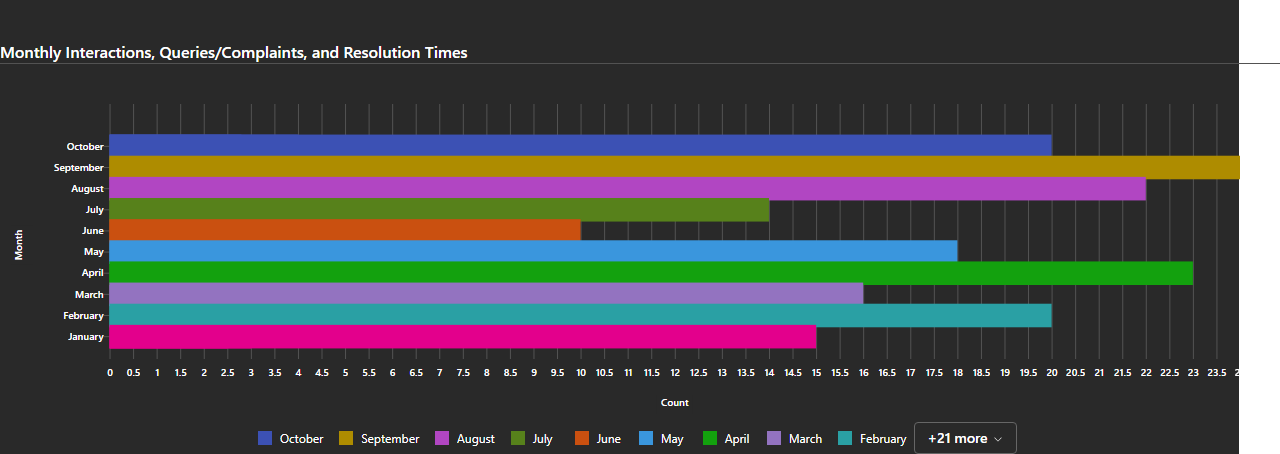 Monthly Interactions, Queries/Complaints, and Resolution Times
October
September
August
July
June
May
April
March
February
January
Month
0 0.5 1 1.5 2 2.5 3 3.5 4 4.5 5 5.5 6 6.5 7 7.5 8 8.5 9 9.5 10 10.5 11 11.5 12 12.5 13 13.5 14 14.5 15 15.5 16 16.5 17 17.5 18 18.5 19 19.5 20 20.5 21 21.5 22 22.5 23 23.5
Count
October September August July June May April March February +21 more